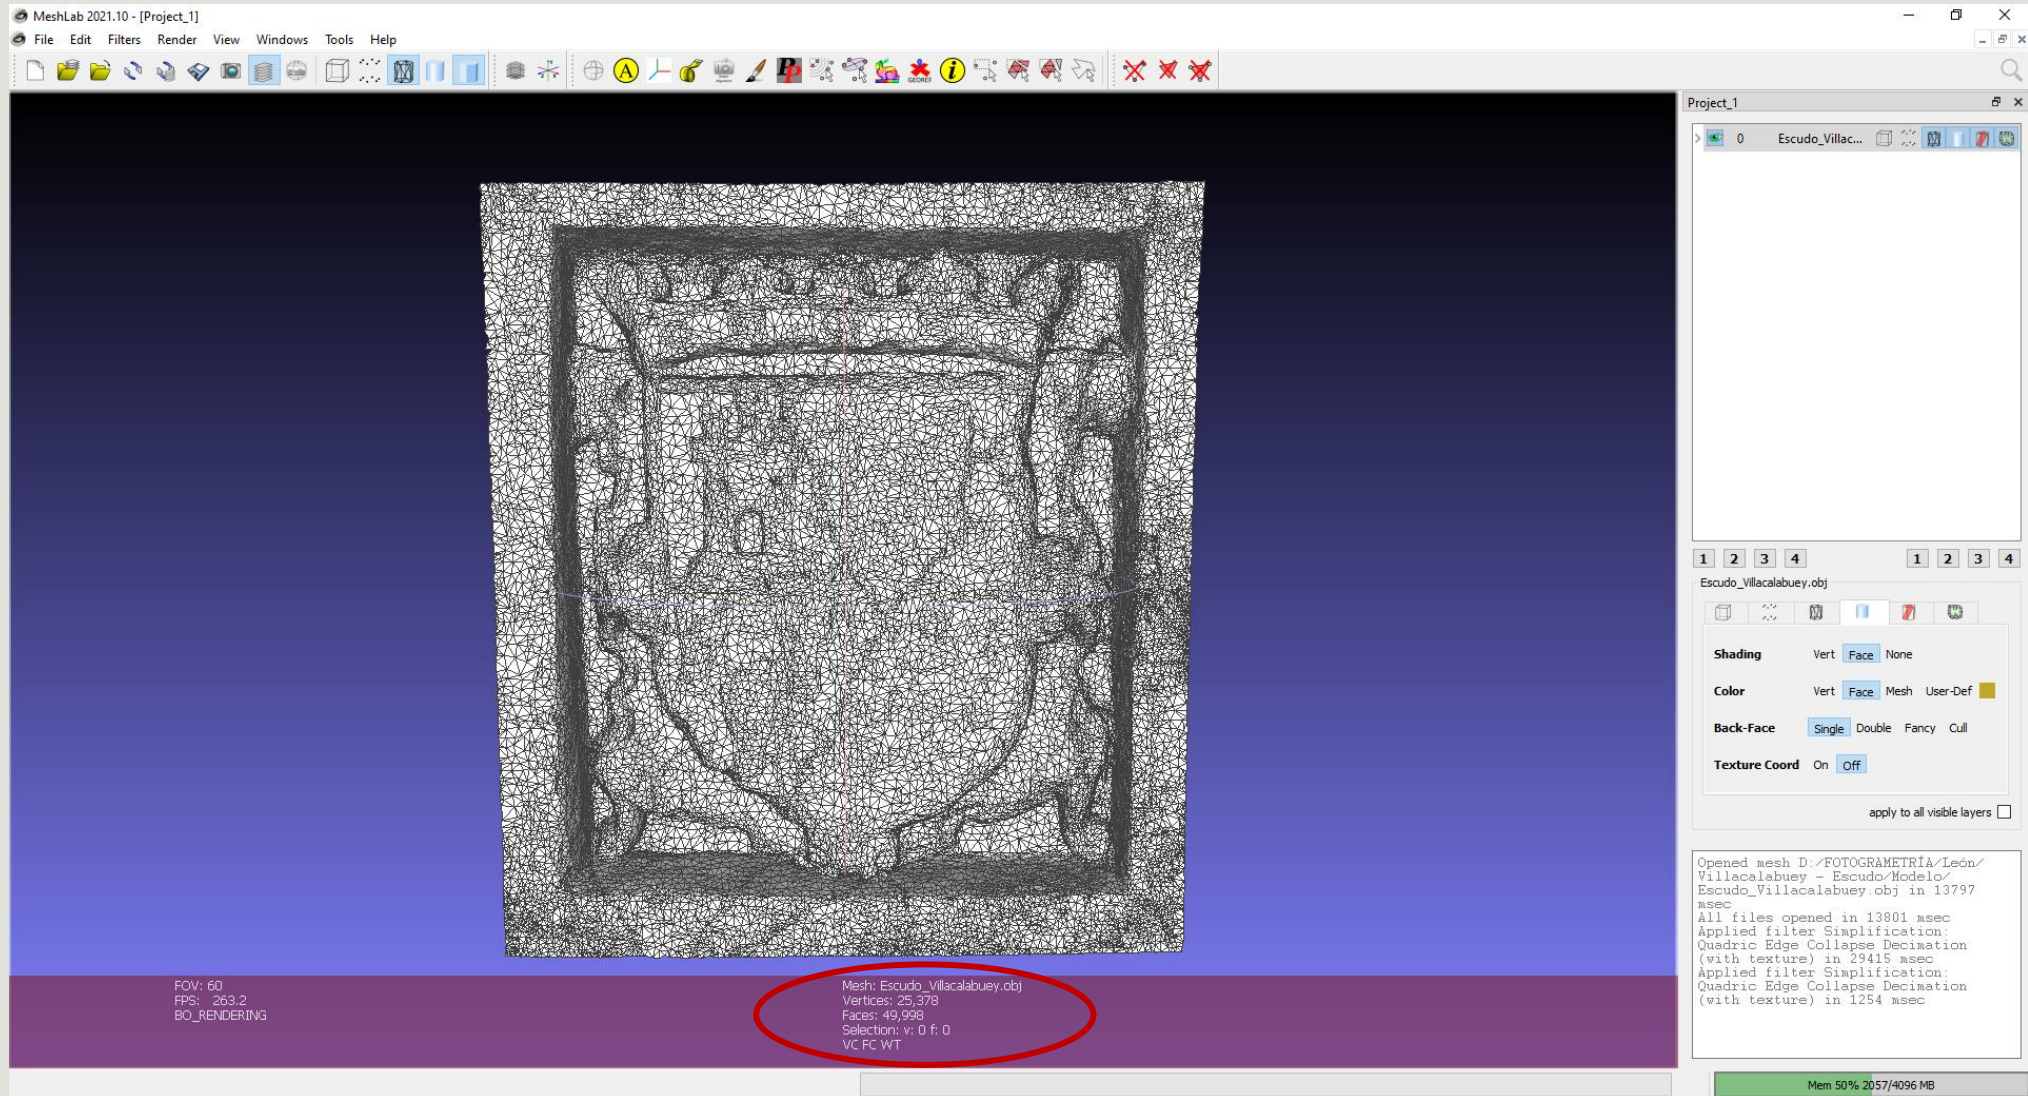 MeshLab 2021.10 - [Project_1]
File Edit Filters Render View Windows Tools Help
A
PP
GEOREF
i
Project_1
0 Escudo_Villac...
1 2 3 4 1 2 3 4
Escudo_Villacalabuey.obj
Shading Vert Face None
Color Vert Face Mesh User-Def
Back-Face Single Double Fancy Cull
Texture Coord On Off
apply to all visible layers
Opened mesh D:/FOTOGRAMETRÍA/León/
Villacalabuey - Escudo/Modelo/
Escudo_Villacalabuey.obj in 13797
msec
All files opened in 13801 msec
Applied filter Simplification:
Quadric Edge Collapse Decimation
(with texture) in 29415 msec
Applied filter Simplification:
Quadric Edge Collapse Decimation
(with texture) in 1254 msec
FOV: 60
FPS: 263.2
BO_RENDERING
Mesh: Escudo_Villacalabuey.obj
Vertices: 25,378
Faces: 49,998
Selection: v: 0 f: 0
VC FC WT
Mem 50% 2057/4096 MB